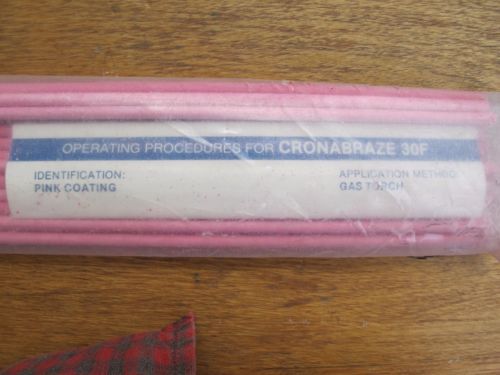 OPERATING PROCEDURES FOR CRONABRAZE 30F
IDENTIFICATION: APPLICATION METHOD:
PINK COATING GAS TORCH